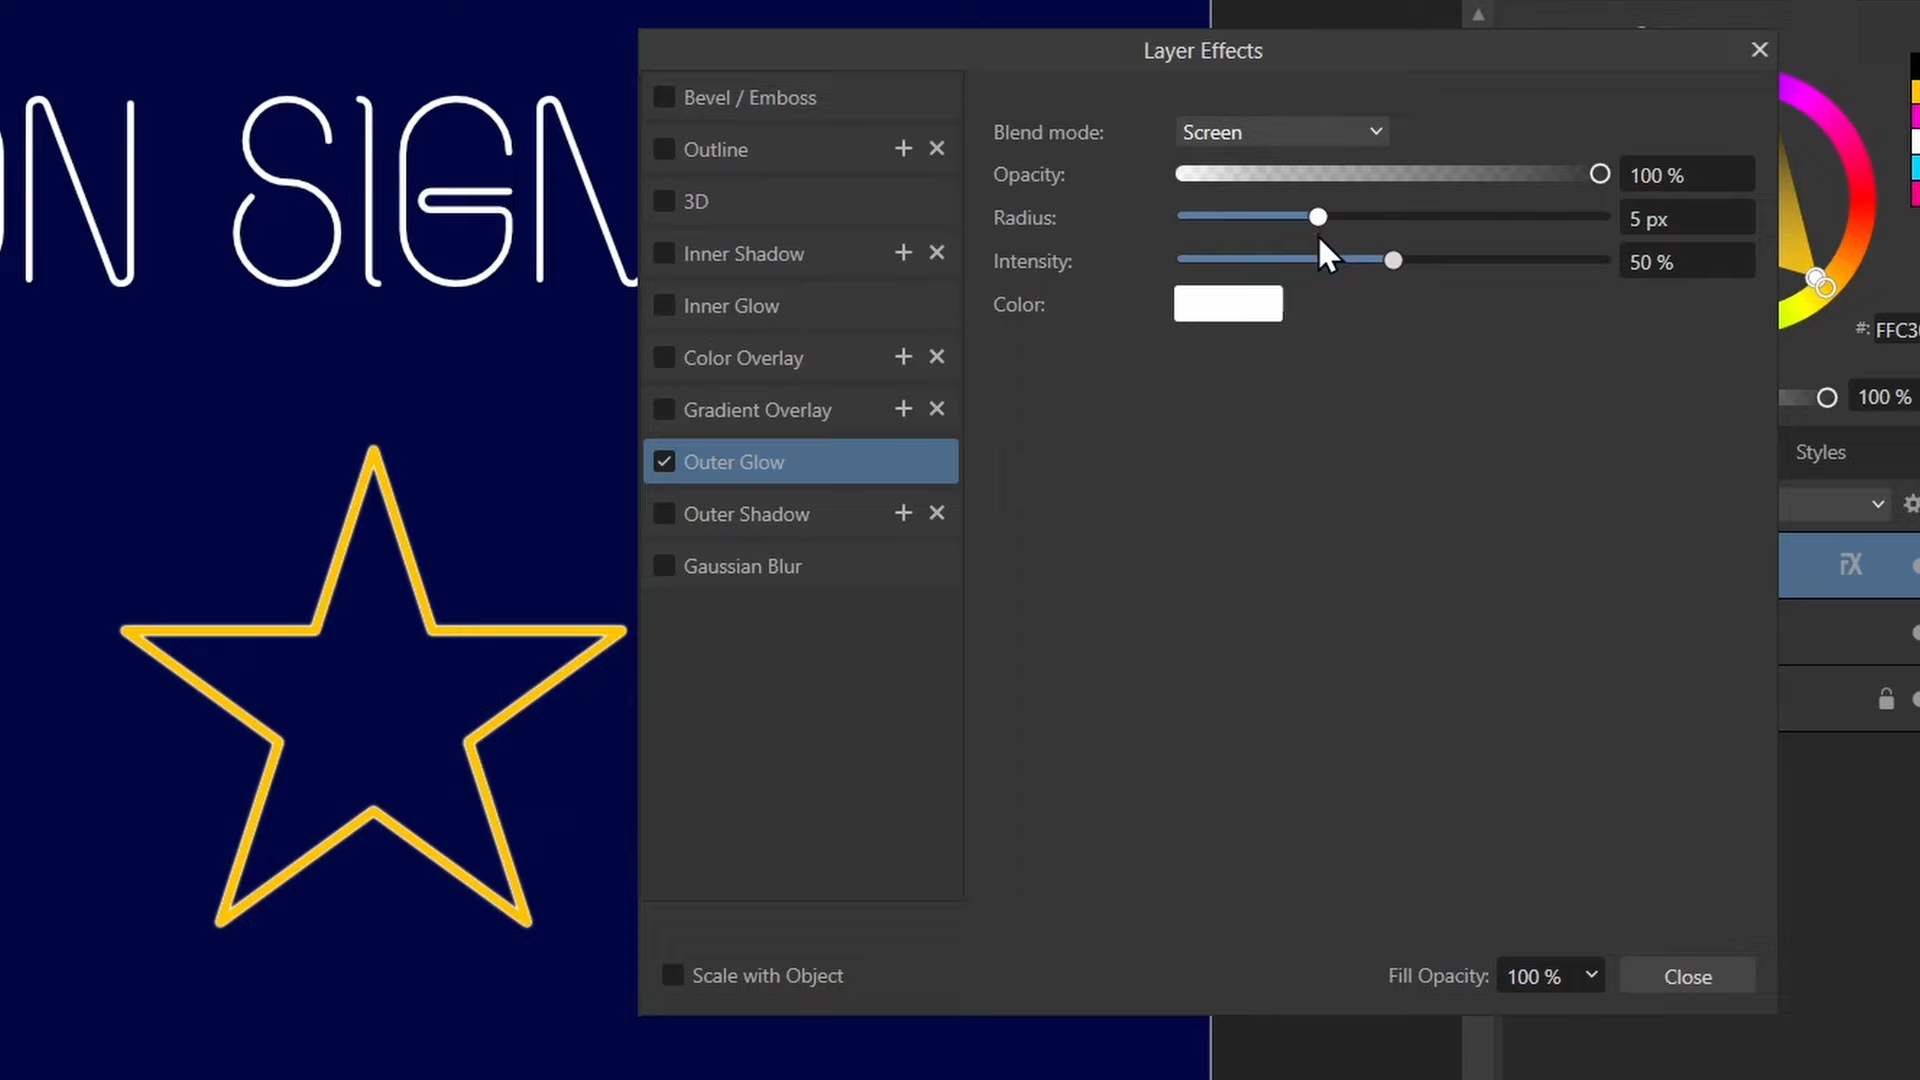 Layer Effects
ON SIGN
Bevel / Emboss
Outline
3D
Inner Shadow
Inner Glow
Color Overlay
Gradient Overlay
Outer Glow
Outer Shadow
Gaussian Blur
Blend mode: Screen
Opacity: 100 %
Radius: 5 px
Intensity: 50 %
Color:
#: FFC3
100 %
Styles
FX
Scale with Object
Fill Opacity: 100 %
Close